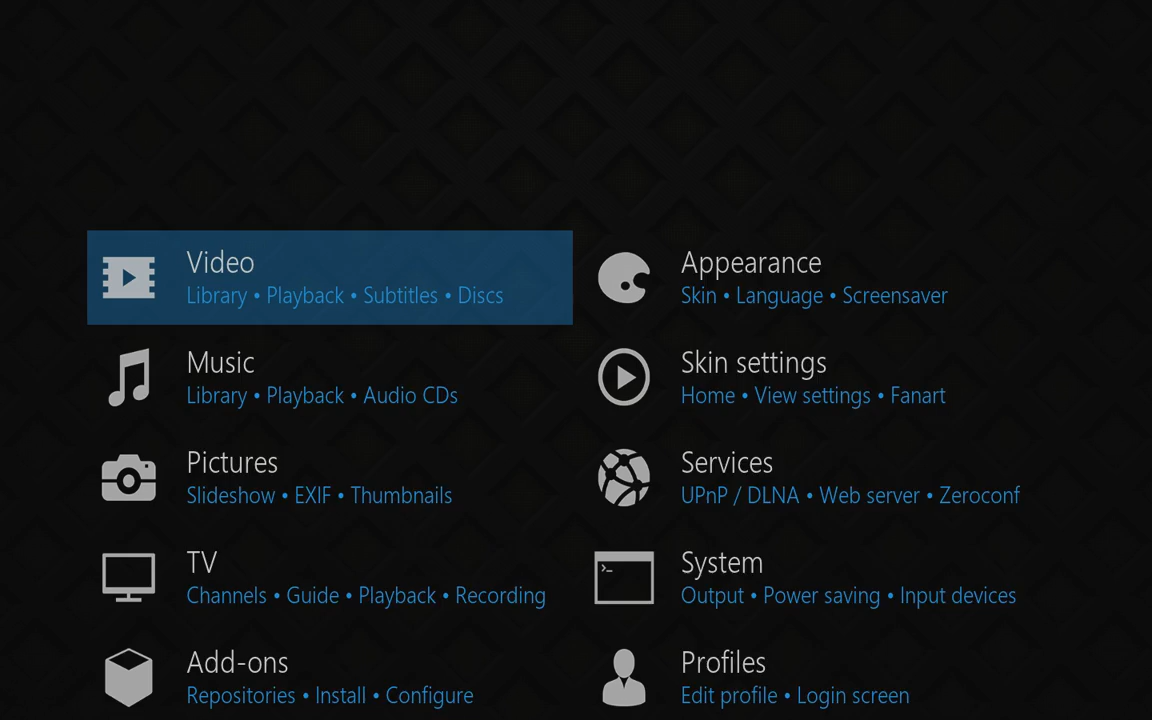 Video
Library • Playback • Subtitles • Discs
Appearance
Skin • Language • Screensaver
Music
Library • Playback • Audio CDs
Skin settings
Home • View settings • Fanart
Pictures
Slideshow • EXIF • Thumbnails
Services
UPnP / DLNA • Web server • Zeroconf
TV
Channels • Guide • Playback • Recording
System
Output • Power saving • Input devices
Add-ons
Repositories • Install • Configure
Profiles
Edit profile • Login screen